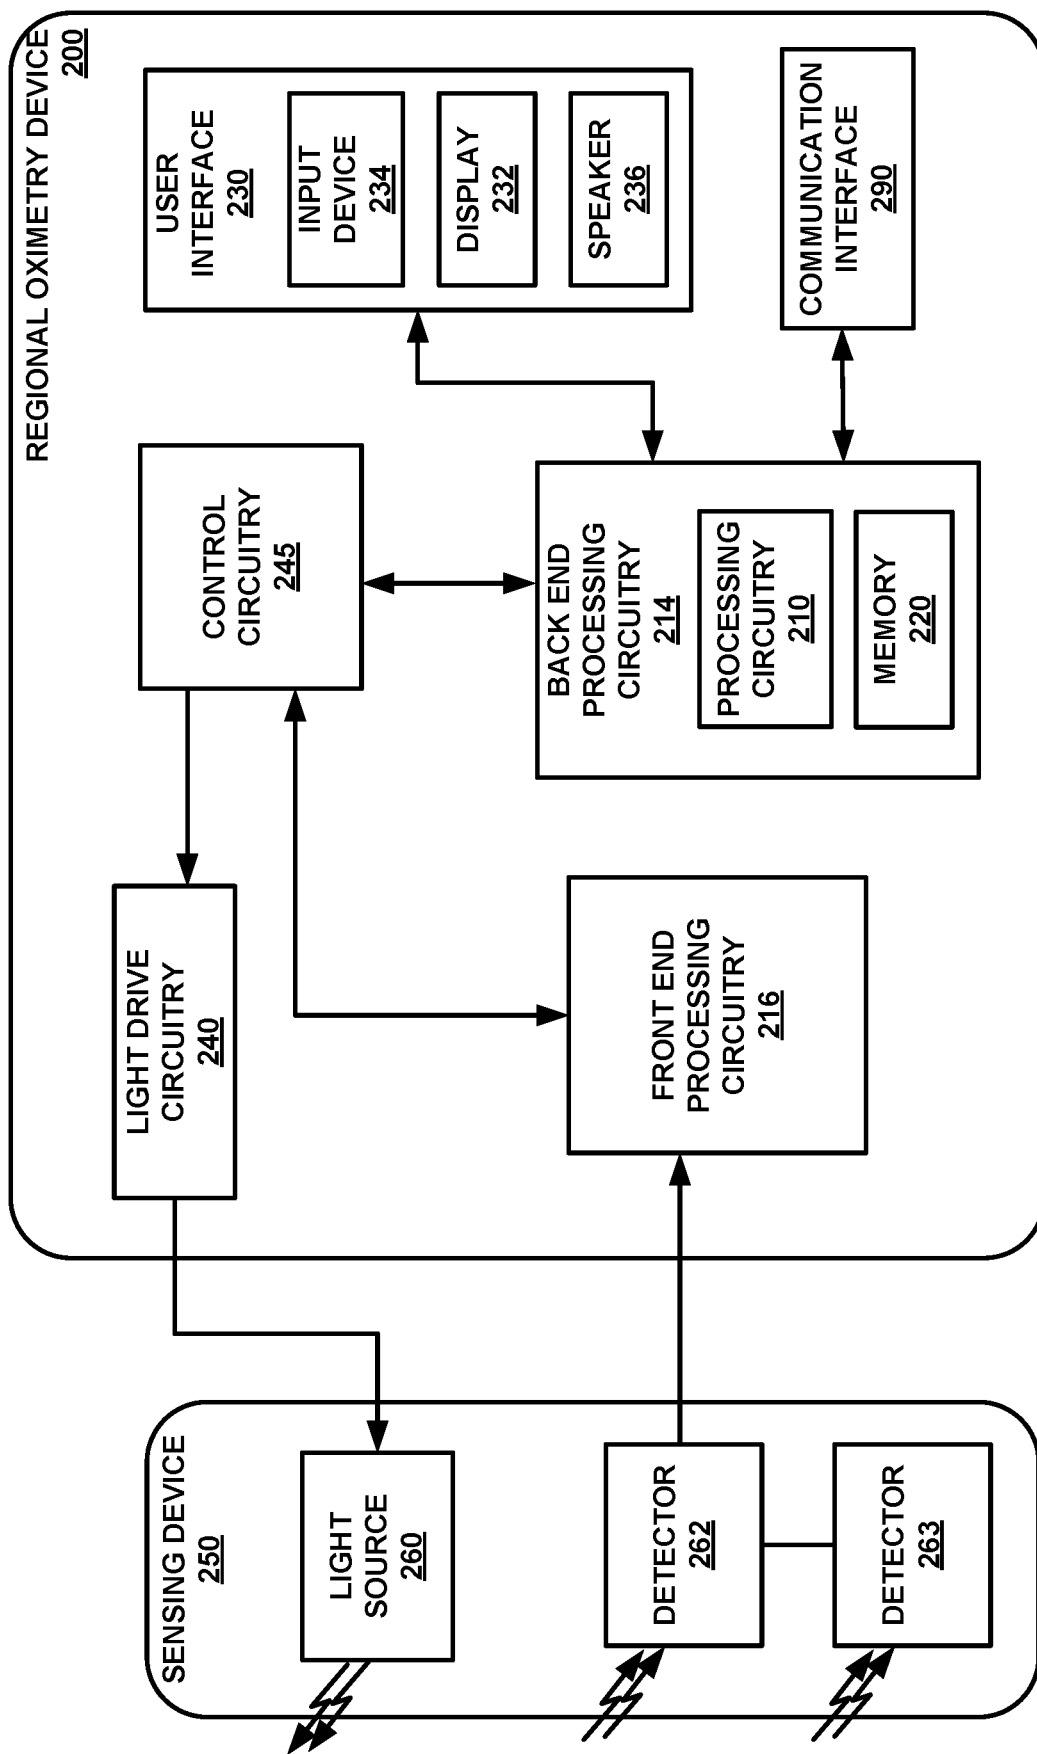 REGIONAL OXIMETRY DEVICE
200
USER
INTERFACE
230
INPUT
DEVICE
234
DISPLAY
232
SPEAKER
236
COMMUNICATION
INTERFACE
290
CONTROL
CIRCUITRY
245
BACK END
PROCESSING
CIRCUITRY
214
PROCESSING
CIRCUITRY
210
MEMORY
220
LIGHT DRIVE
CIRCUITRY
240
FRONT END
PROCESSING
CIRCUITRY
216
SENSING DEVICE
250
LIGHT
SOURCE
260
DETECTOR
262
DETECTOR
263